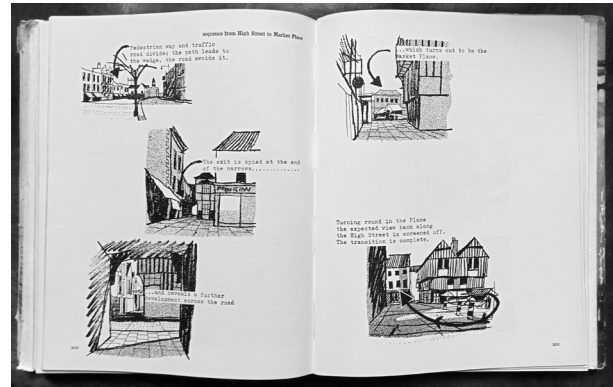 sequence from High Street to Market Place
Pedestrian way and traffic
road divide; the path leads to
the wedge, the road avoids it.
The exit is spied at the end
of the narrows..............
PAVILION
...and reveals a further
development across the road
...which turns out to be the
Market Place.
Turning round in the Place
the expected view back along
the High Street is screened off.
The transition is complete.